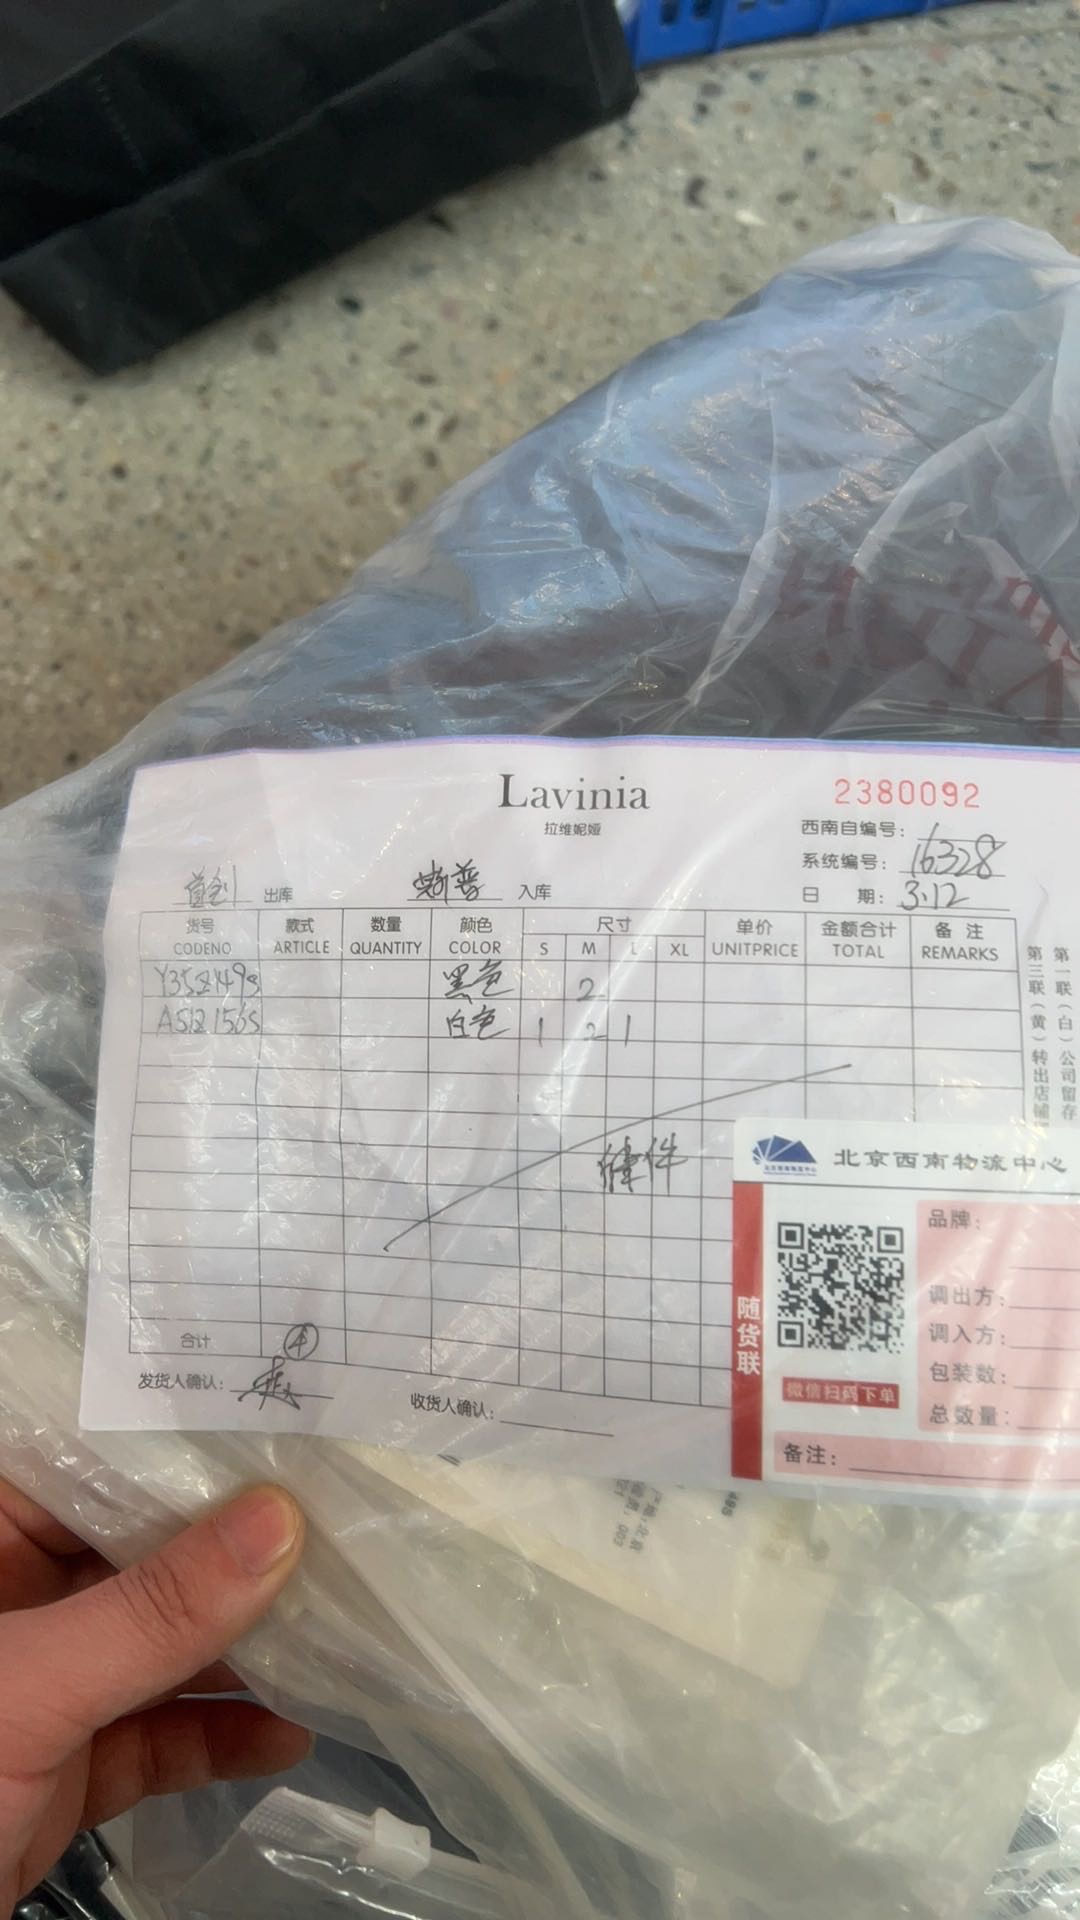 Lavinia
拉维妮娅
2380092
西南自编号:
系统编号: 16328
日 期: 3.12
首创 出库 入库
货号 款式 数量 颜色 尺寸 单价 金额合计 备 注
CODENO ARTICLE QUANTITY COLOR S M L XL UNITPRICE TOTAL REMARKS
黑色 2
白色 1 2 1
件
合计 4
发货人确认:
收货人确认:
第一联(白)公司留存
第三联(黄)转出店铺
北京西南物流中心
随货联
微信扫码下单
品牌:
调出方:
调入方:
包装数:
总数量:
备注: